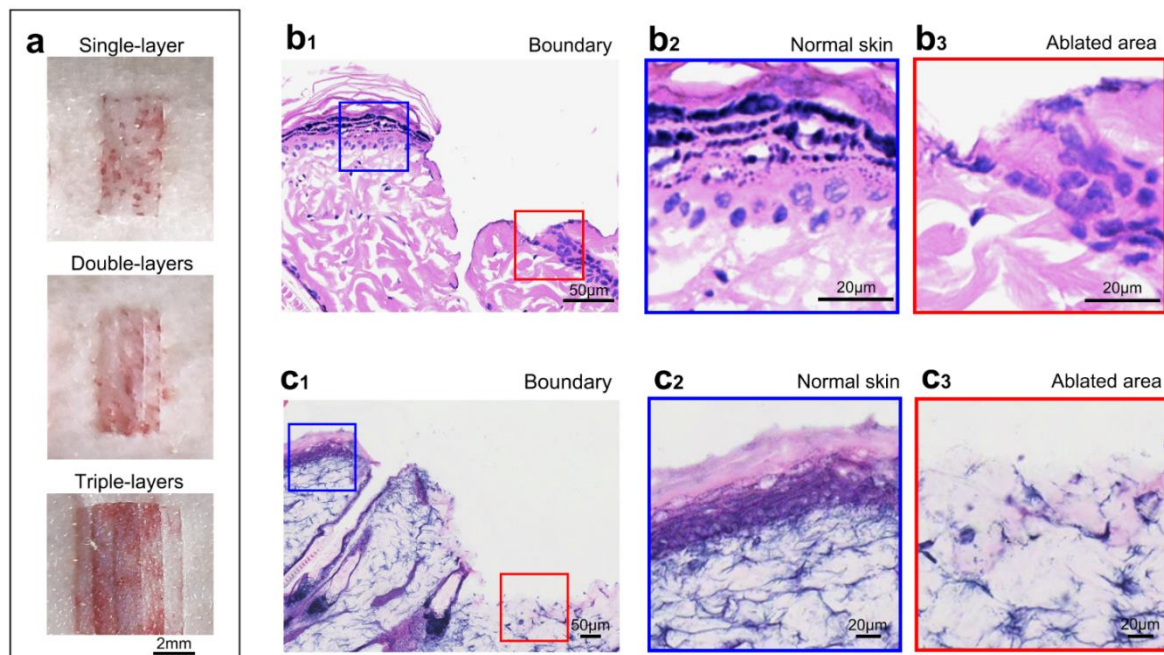 a
Single-layer
Double-layers
Triple-layers
2mm
b1 Boundary
50μm
b2 Normal skin
20μm
b3 Ablated area
20μm
c1 Boundary
50μm
c2 Normal skin
20μm
c3 Ablated area
20μm